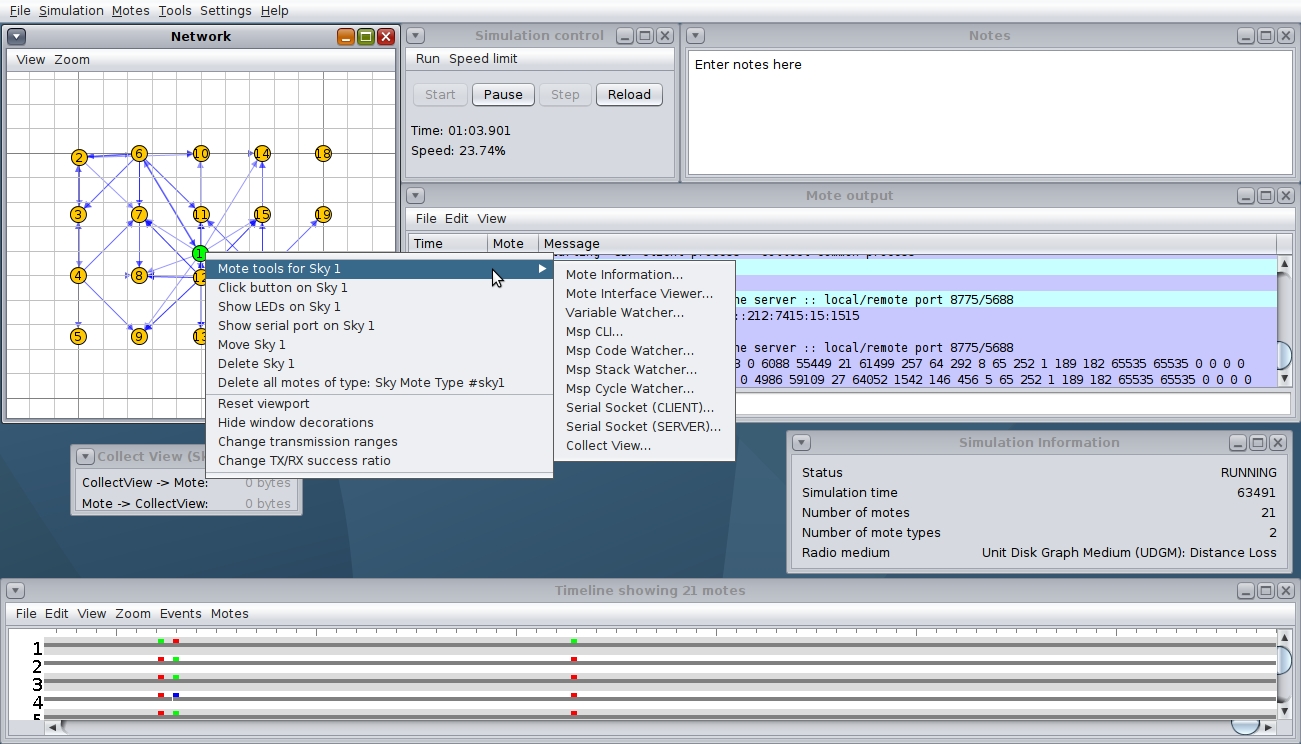 File Simulation Motes Tools Settings Help
Network
View Zoom
2 6 10 14 18
3 7 11 15 19
1
4 8
5 9
Simulation control
Run Speed limit
Start Pause Step Reload
Time: 01:03.901
Speed: 23.74%
Notes
Enter notes here
Mote output
File Edit View
Time Mote Message
ne server :: local/remote port 8775/5688
::212:7415:15:1515
ne server :: local/remote port 8775/5688
8 0 6088 55449 21 61499 257 64 292 8 65 252 1 189 182 65535 65535 0 0 0 0
0 4986 59109 27 64052 1542 146 456 5 65 252 1 189 182 65535 65535 0 0 0 0
Mote tools for Sky 1
Click button on Sky 1
Show LEDs on Sky 1
Show serial port on Sky 1
Move Sky 1
Delete Sky 1
Delete all motes of type: Sky Mote Type #sky1
Reset viewport
Hide window decorations
Change transmission ranges
Change TX/RX success ratio
Mote Information...
Mote Interface Viewer...
Variable Watcher...
Msp CLI...
Msp Code Watcher...
Msp Stack Watcher...
Msp Cycle Watcher...
Serial Socket (CLIENT)...
Serial Socket (SERVER)...
Collect View...
Collect View (Sk
CollectView -> Mote: 0 bytes
Mote -> CollectView: 0 bytes
Simulation Information
Status RUNNING
Simulation time 63491
Number of motes 21
Number of mote types 2
Radio medium Unit Disk Graph Medium (UDGM): Distance Loss
Timeline showing 21 motes
File Edit View Zoom Events Motes
1
2
3
4
5